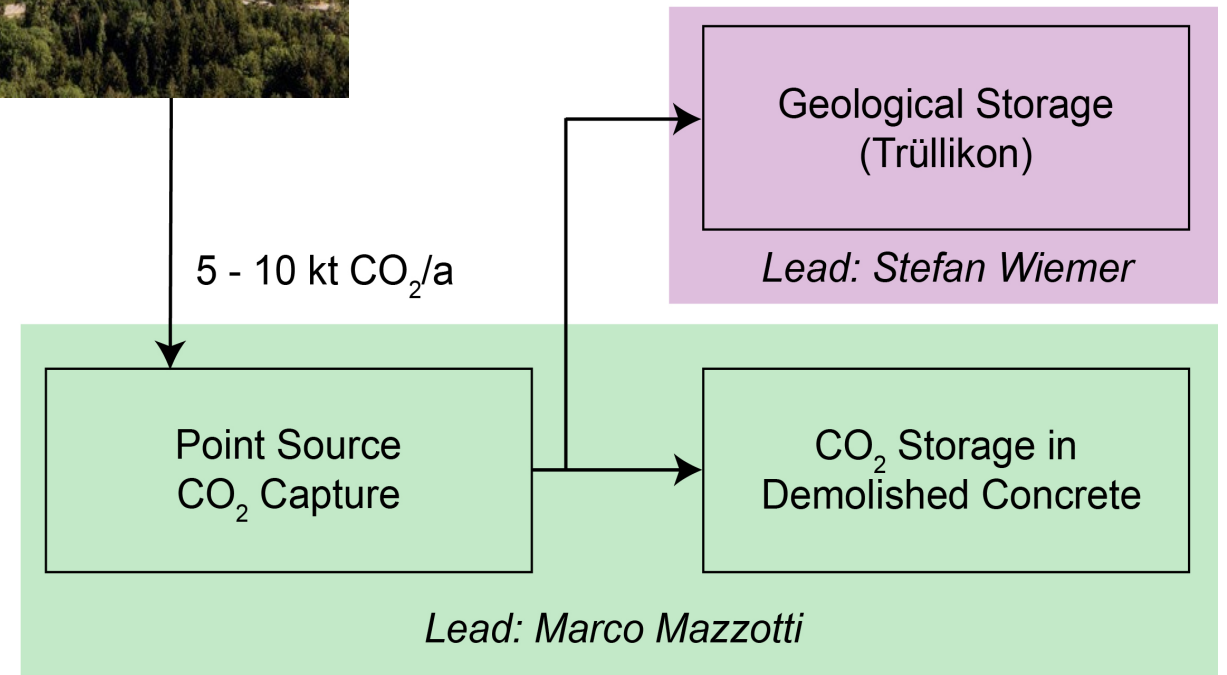 Geological Storage
(Trüllikon)
Lead: Stefan Wiemer
5 - 10 kt CO₂/a
Point Source
CO₂ Capture
CO₂ Storage in
Demolished Concrete
Lead: Marco Mazzotti